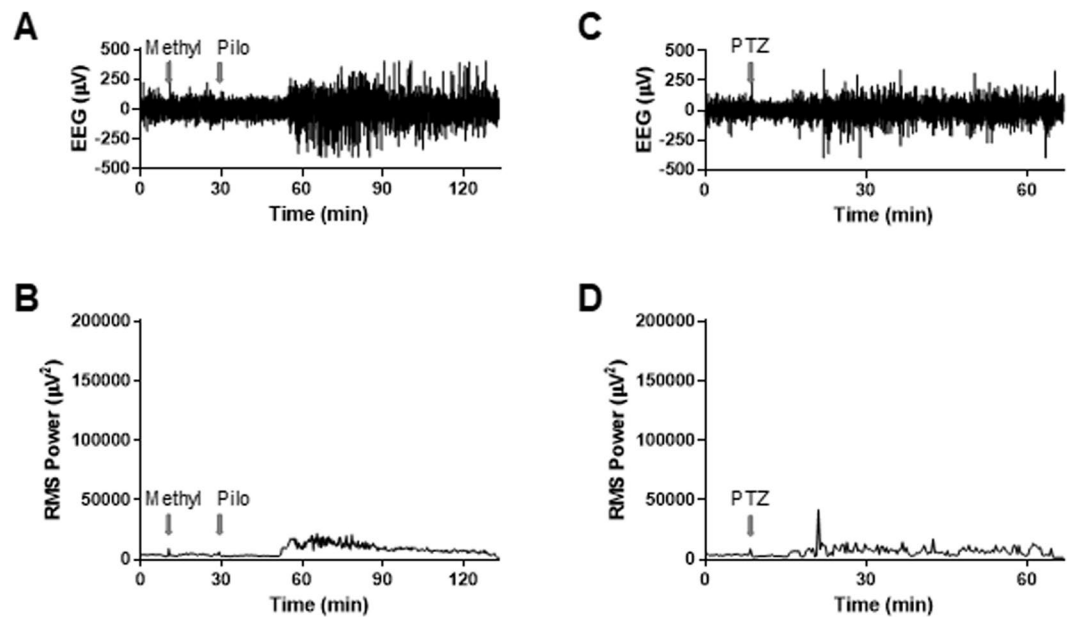 A
Methyl Pilo
500
250
0
-250
-500
EEG (µV)
0 30 60 90 120
Time (min)
B
200000
150000
100000
50000
0
RMS Power (µV²)
Methyl Pilo
0 30 60 90 120
Time (min)
C
PTZ
500
250
0
-250
-500
EEG (µV)
0 30 60
Time (min)
D
200000
150000
100000
50000
0
RMS Power (µV²)
PTZ
0 30 60
Time (min)